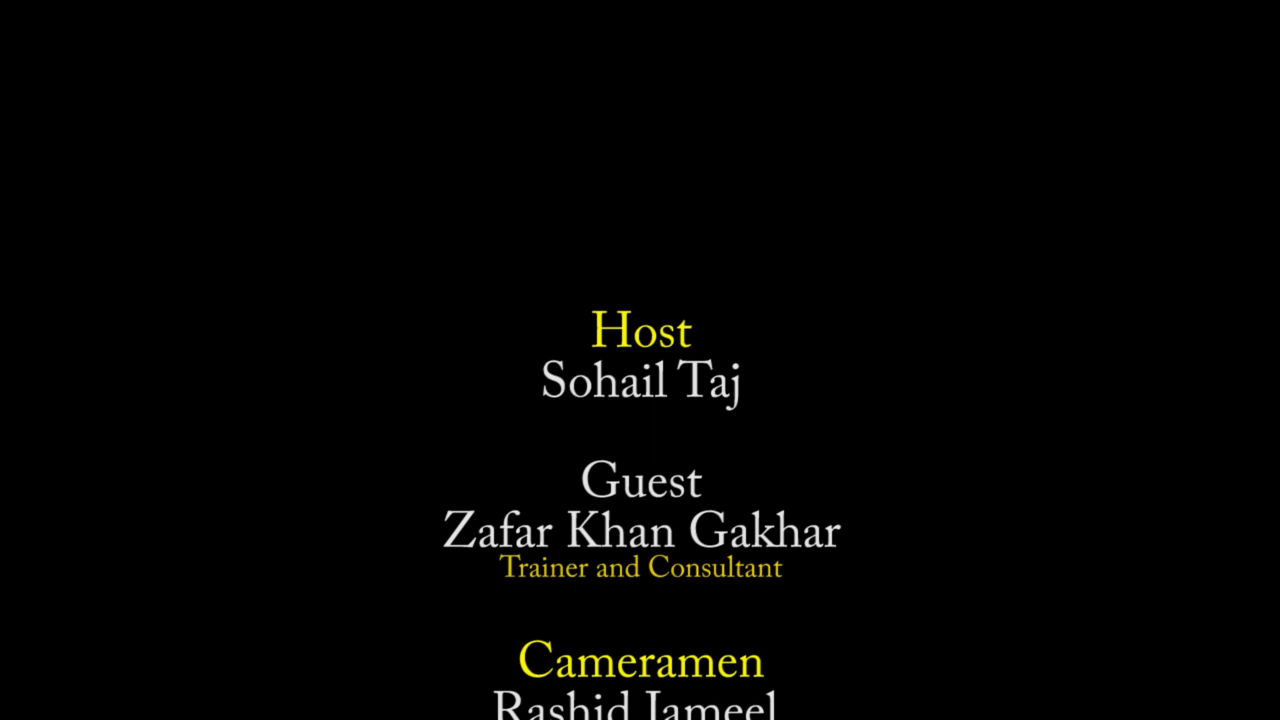 Host
Sohail Taj
Guest
Zafar Khan Gakhar
Trainer and Consultant
Cameramen
Rashid Jameel